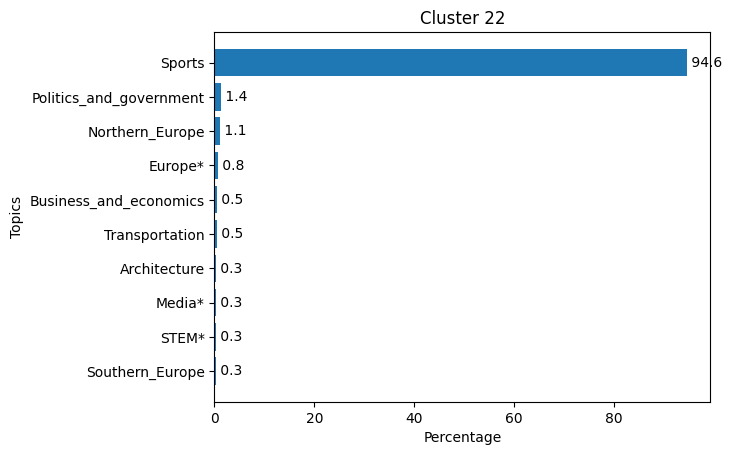 Cluster 22
Topics
Sports 94.6
Politics_and_government 1.4
Northern_Europe 1.1
Europe* 0.8
Business_and_economics 0.5
Transportation 0.5
Architecture 0.3
Media* 0.3
STEM* 0.3
Southern_Europe 0.3
0 20 40 60 80
Percentage